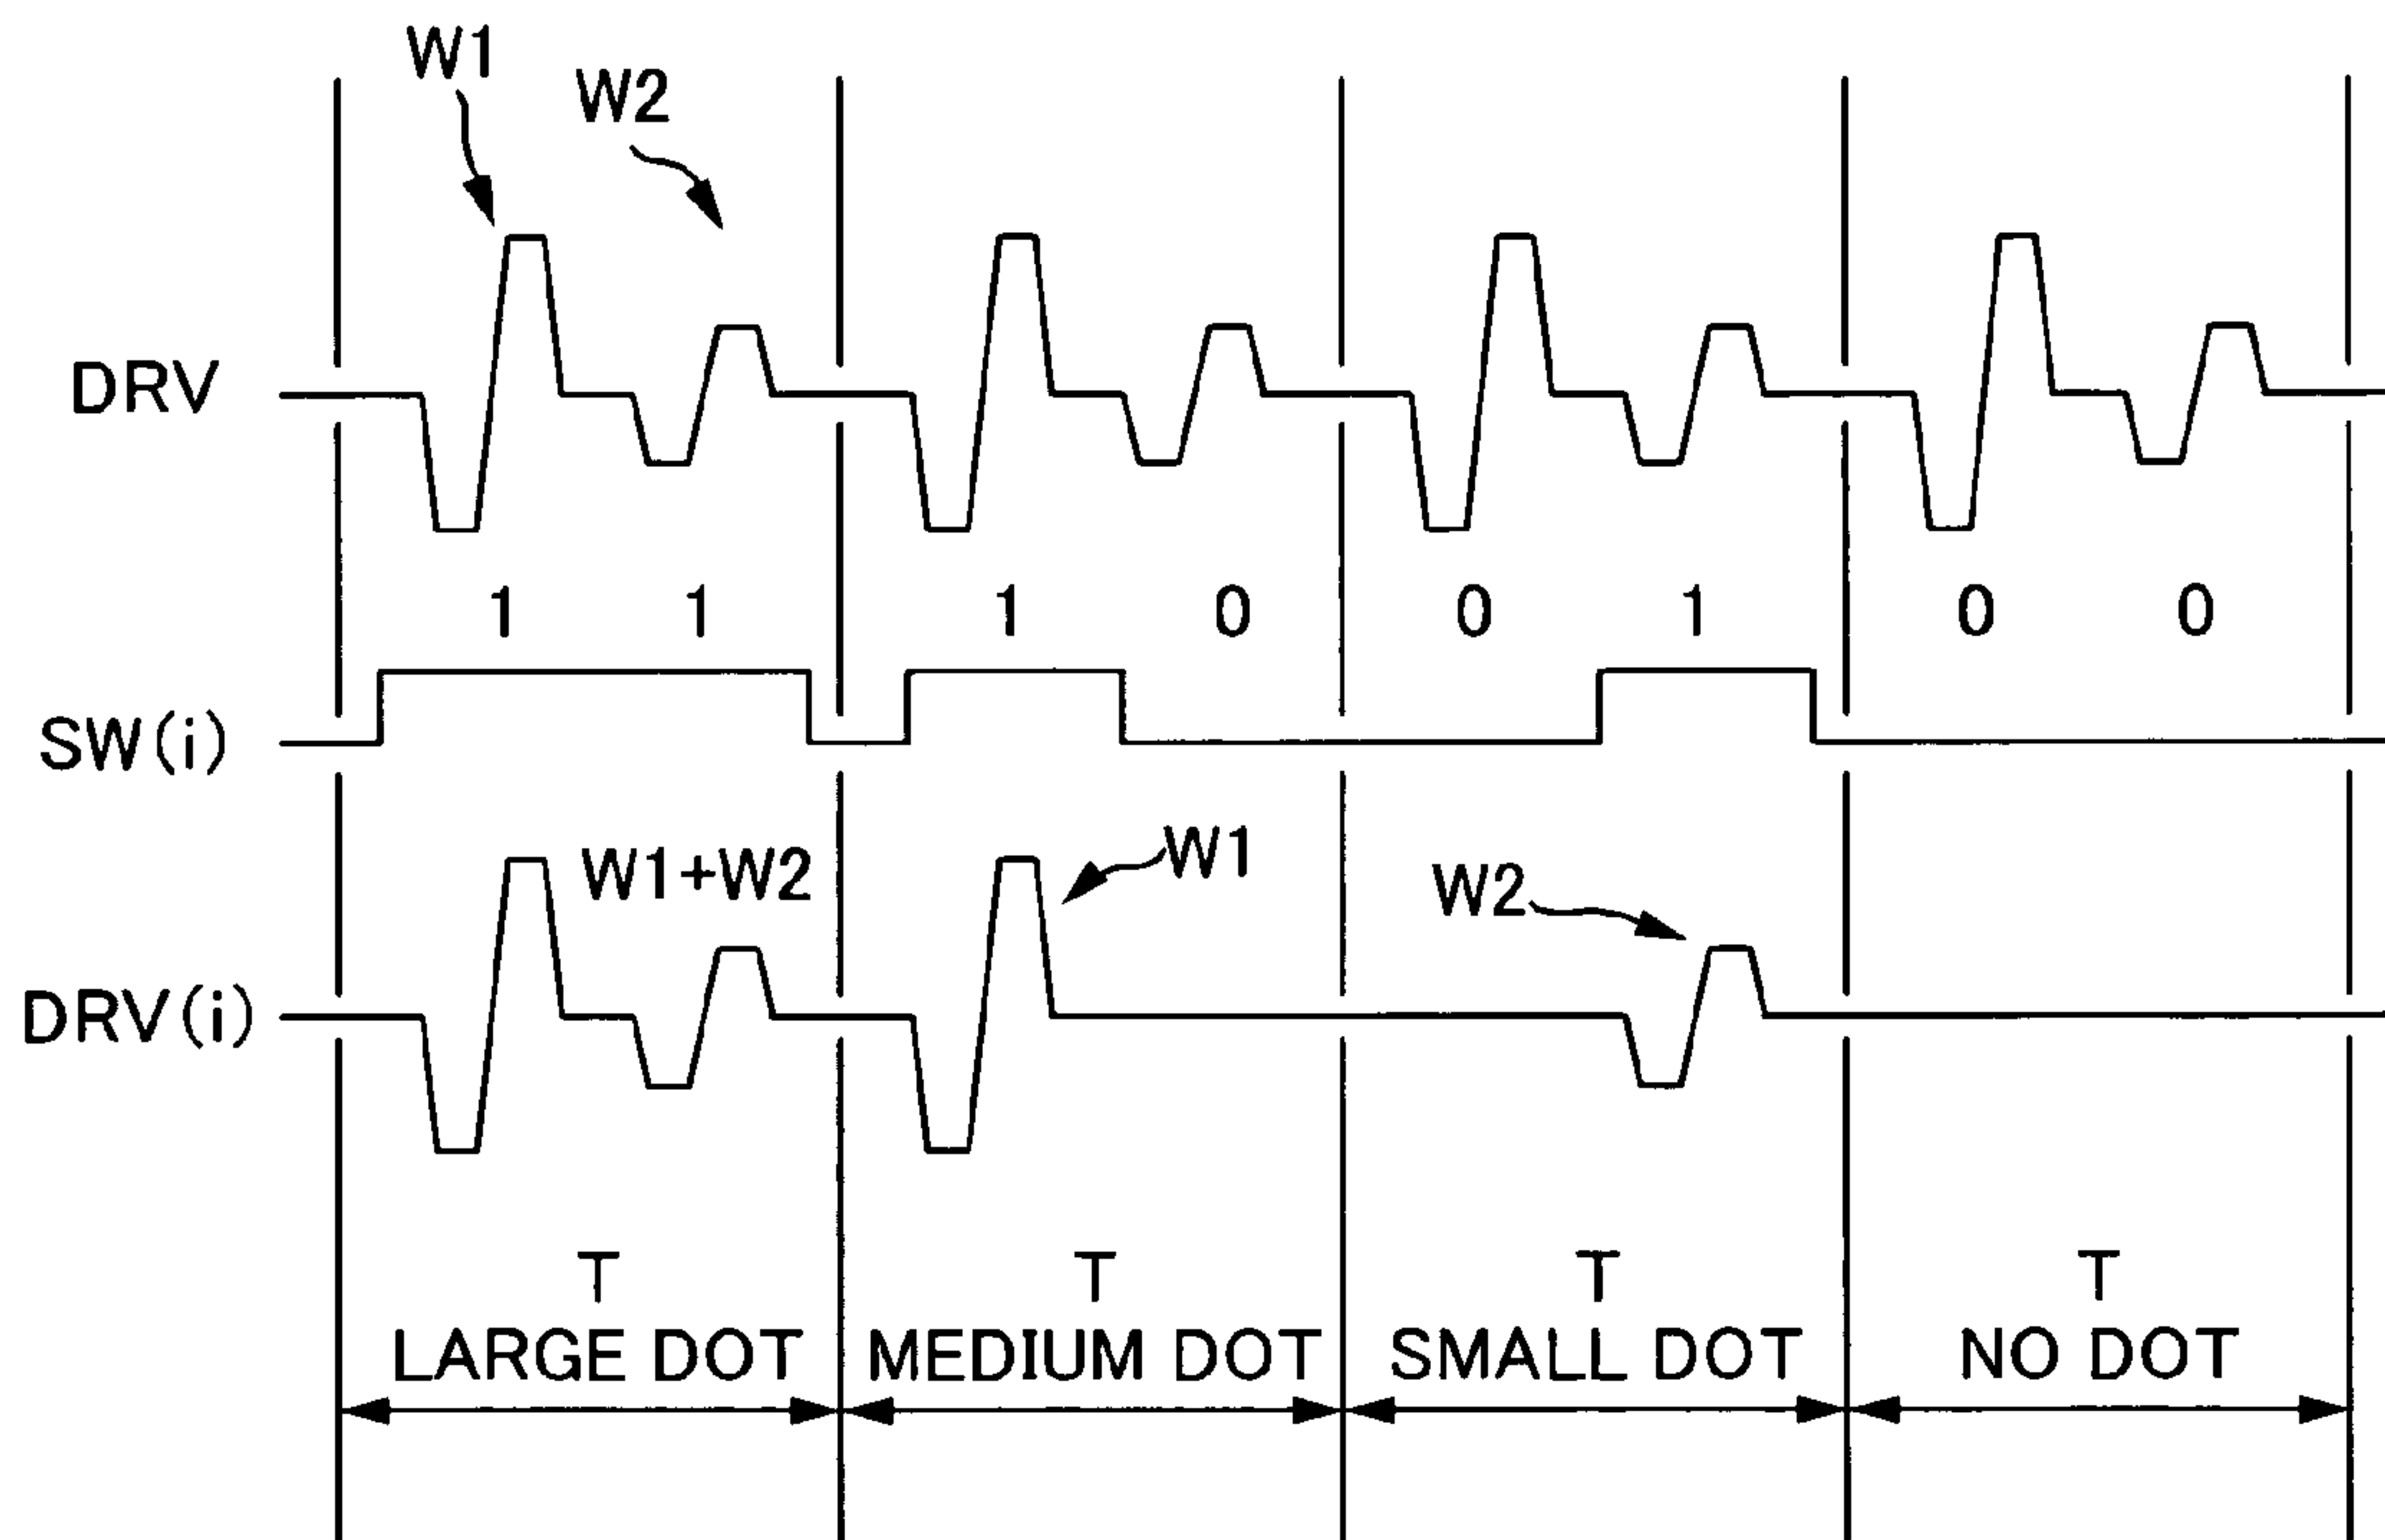 W1
W2
DRV
1 1 1 0 0 1 0 0
SW(i)
W1+W2
W1
W2
DRV(i)
T T T T
LARGE DOT MEDIUM DOT SMALL DOT NO DOT